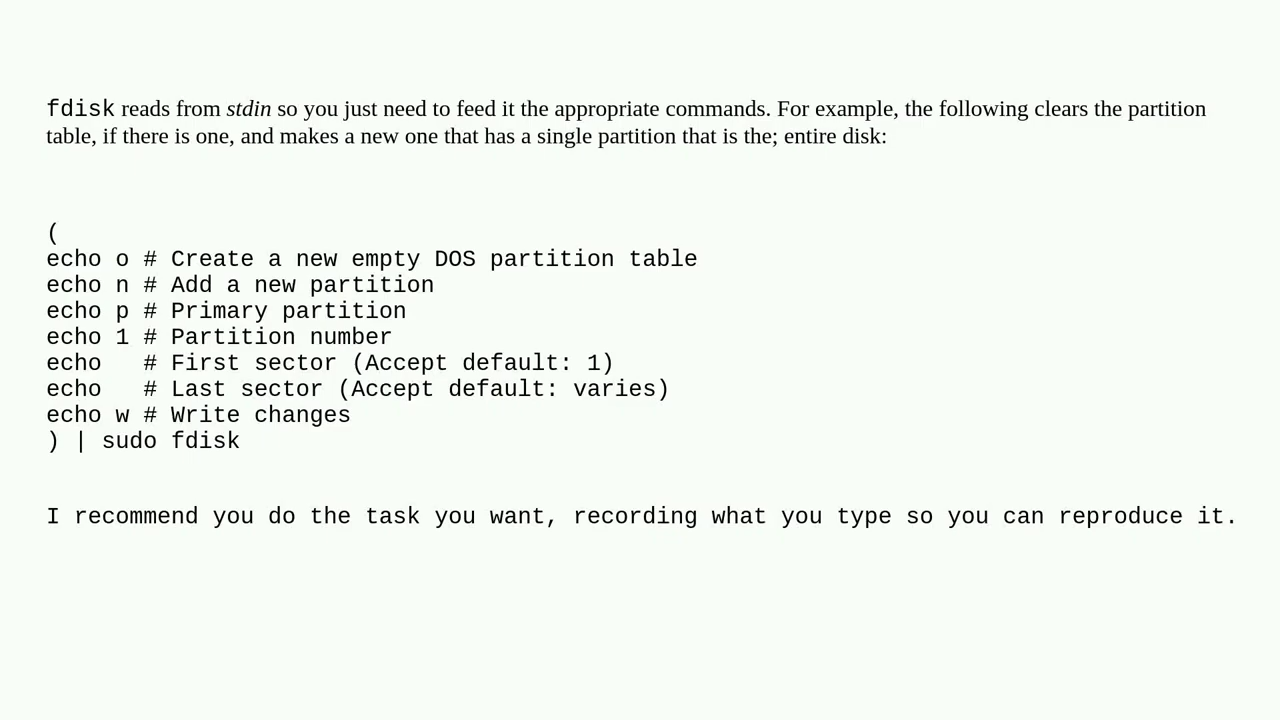 fdisk reads from stdin so you just need to feed it the appropriate commands. For example, the following clears the partition
table, if there is one, and makes a new one that has a single partition that is the; entire disk:
(
echo o # Create a new empty DOS partition table
echo n # Add a new partition
echo p # Primary partition
echo 1 # Partition number
echo   # First sector (Accept default: 1)
echo   # Last sector (Accept default: varies)
echo w # Write changes
) | sudo fdisk
I recommend you do the task you want, recording what you type so you can reproduce it.